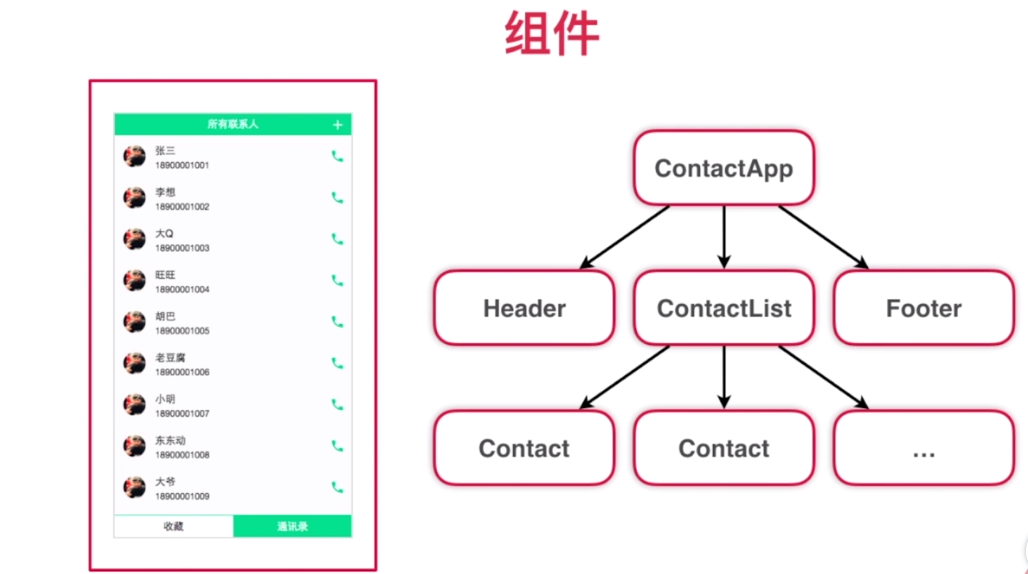 组件
所有联系人 +
张三
18900001001
李想
18900001002
大Q
18900001003
旺旺
18900001004
胡巴
18900001005
老豆腐
18900001006
小明
18900001007
东东动
18900001008
大爷
18900001009
收藏 通讯录
ContactApp
Header ContactList Footer
Contact Contact ...